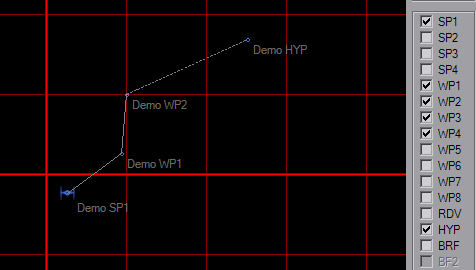 Demo HYP
Demo WP2
Demo WP1
Demo SP1
SP1
SP2
SP3
SP4
WP1
WP2
WP3
WP4
WP5
WP6
WP7
WP8
RDV
HYP
BRF
BF2